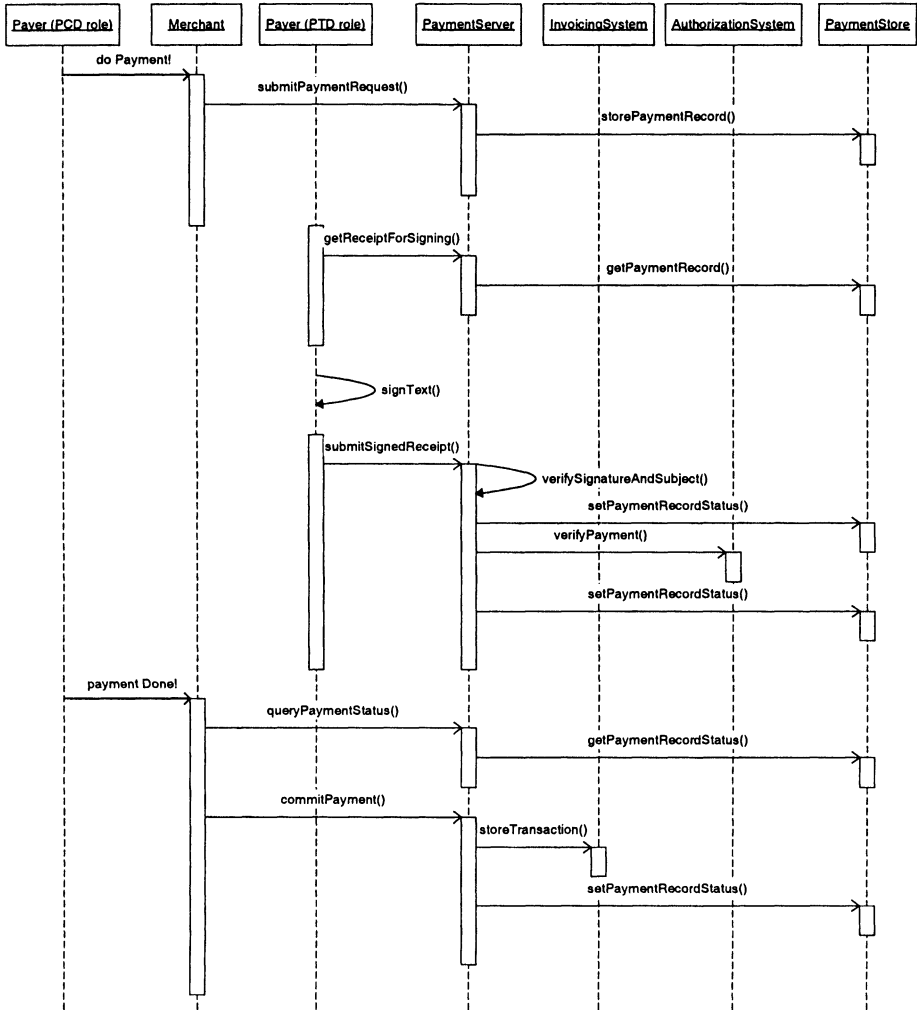 Payer (PCD role)
Merchant
Payer (PTD role)
PaymentServer
InvoicingSystem
AuthorizationSystem
PaymentStore
do Payment!
submitPaymentRequest()
storePaymentRecord()
getReceiptForSigning()
getPaymentRecord()
signText()
submitSignedReceipt()
verifySignatureAndSubject()
setPaymentRecordStatus()
verifyPayment()
setPaymentRecordStatus()
payment Done!
queryPaymentStatus()
getPaymentRecordStatus()
commitPayment()
storeTransaction()
setPaymentRecordStatus()